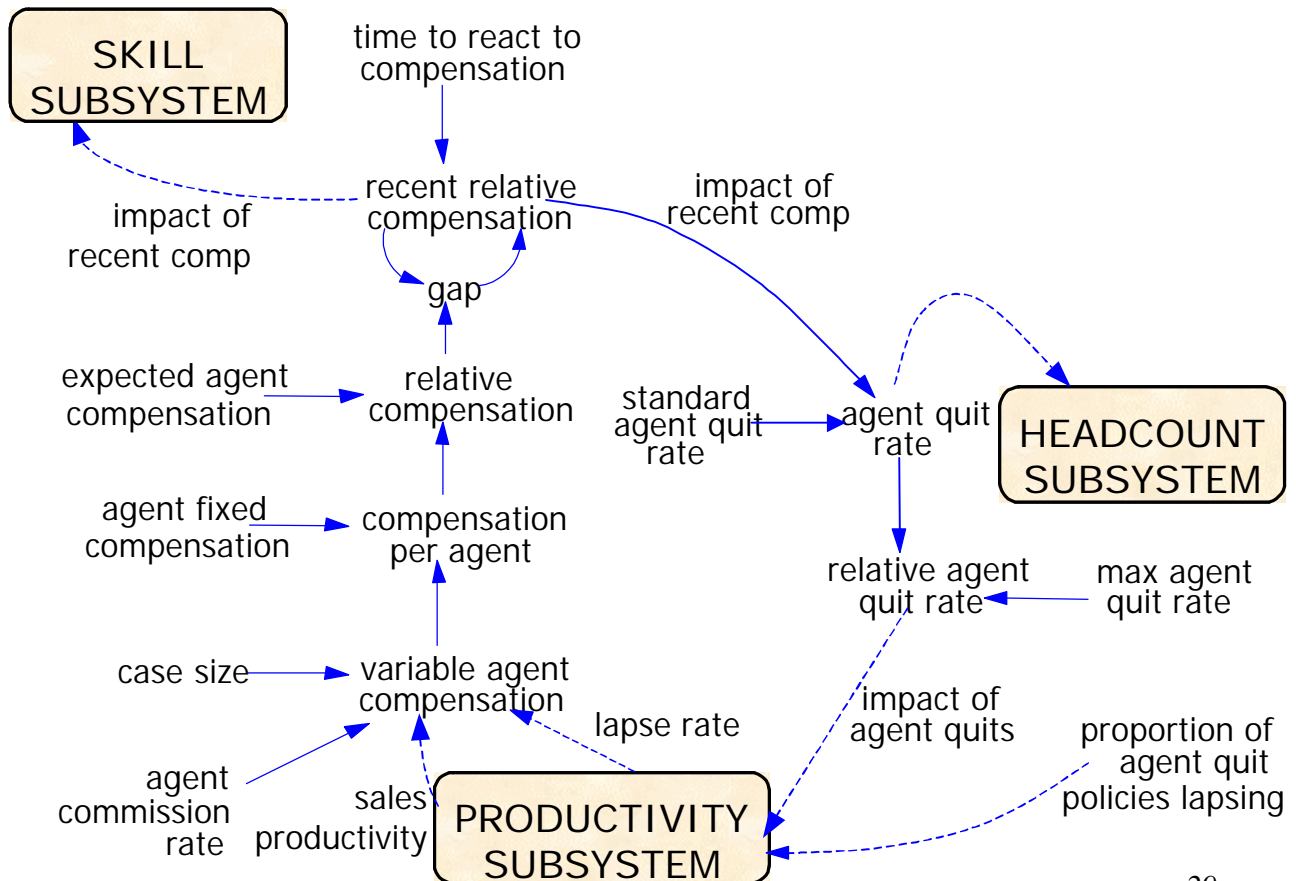 SKILL
SUBSYSTEM
time to react to
compensation
recent relative
compensation
impact of
recent comp
impact of
recent comp
gap
expected agent
compensation
relative
compensation
standard
agent quit
rate
agent quit
rate
HEADCOUNT
SUBSYSTEM
agent fixed
compensation
compensation
per agent
relative agent
quit rate
max agent
quit rate
case size
variable agent
compensation
lapse rate
impact of
agent quits
proportion of
agent quit
policies lapsing
agent
commission
rate
sales
productivity
PRODUCTIVITY
SUBSYSTEM